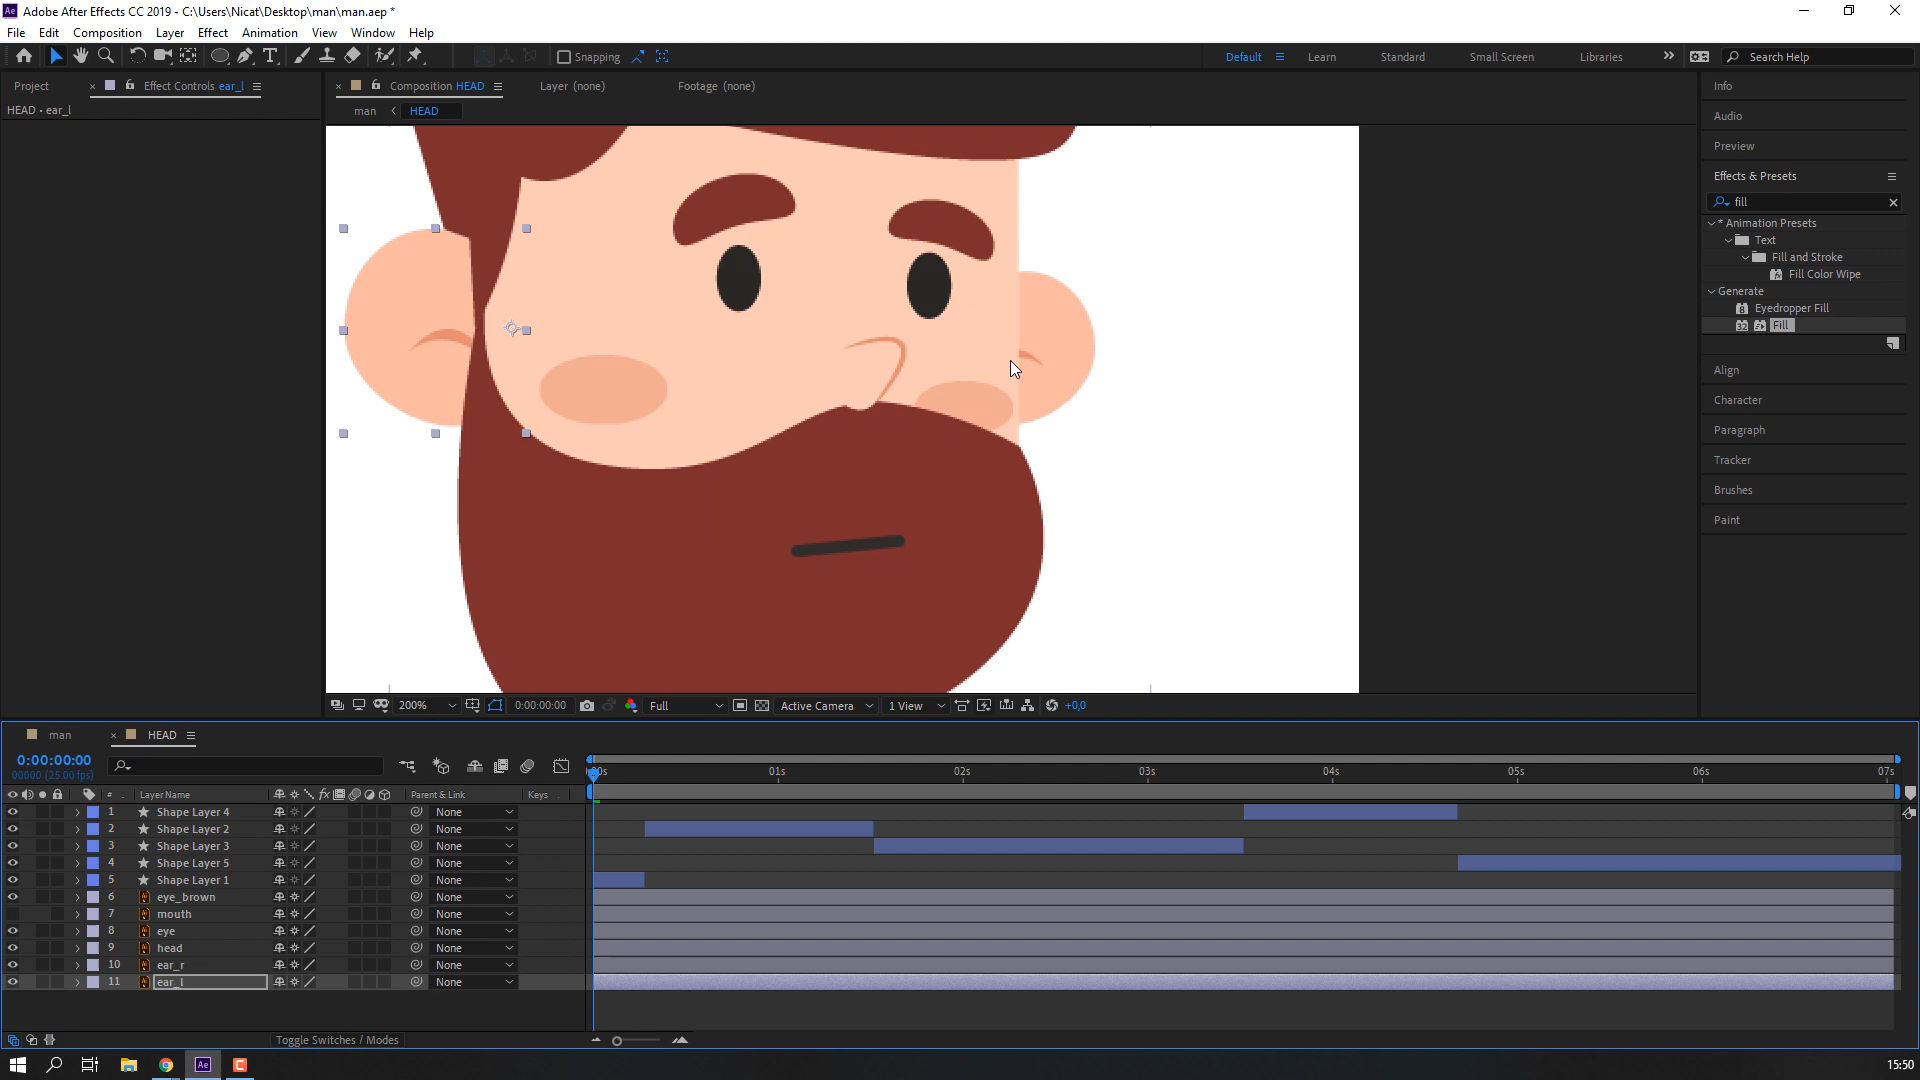 Adobe After Effects CC 2019 - C:\Users\Nicat\Desktop\man\man.aep *
File Edit Composition Layer Effect Animation View Window Help
Snapping Default Learn Standard Small Screen Libraries Search Help
Project Effect Controls ear_l Composition HEAD Layer (none) Footage (none)
HEAD • ear_l
man HEAD
Info
Audio
Preview
Effects & Presets
fill
* Animation Presets
Text
Fill and Stroke
Fill Color Wipe
Generate
Eyedropper Fill
Fill
Align
Character
Paragraph
Tracker
Brushes
Paint
200% 0:00:00:00 Full Active Camera 1 View +0,0
man HEAD
0:00:00:00
00000 (25.00 fps)
00s 01s 02s 03s 04s 05s 06s 07s
# Layer Name Parent & Link Keys
1 Shape Layer 4 None
2 Shape Layer 2 None
3 Shape Layer 3 None
4 Shape Layer 5 None
5 Shape Layer 1 None
6 eye_brown None
7 mouth None
8 eye None
9 head None
10 ear_r None
11 ear_l None
Toggle Switches / Modes
15:50